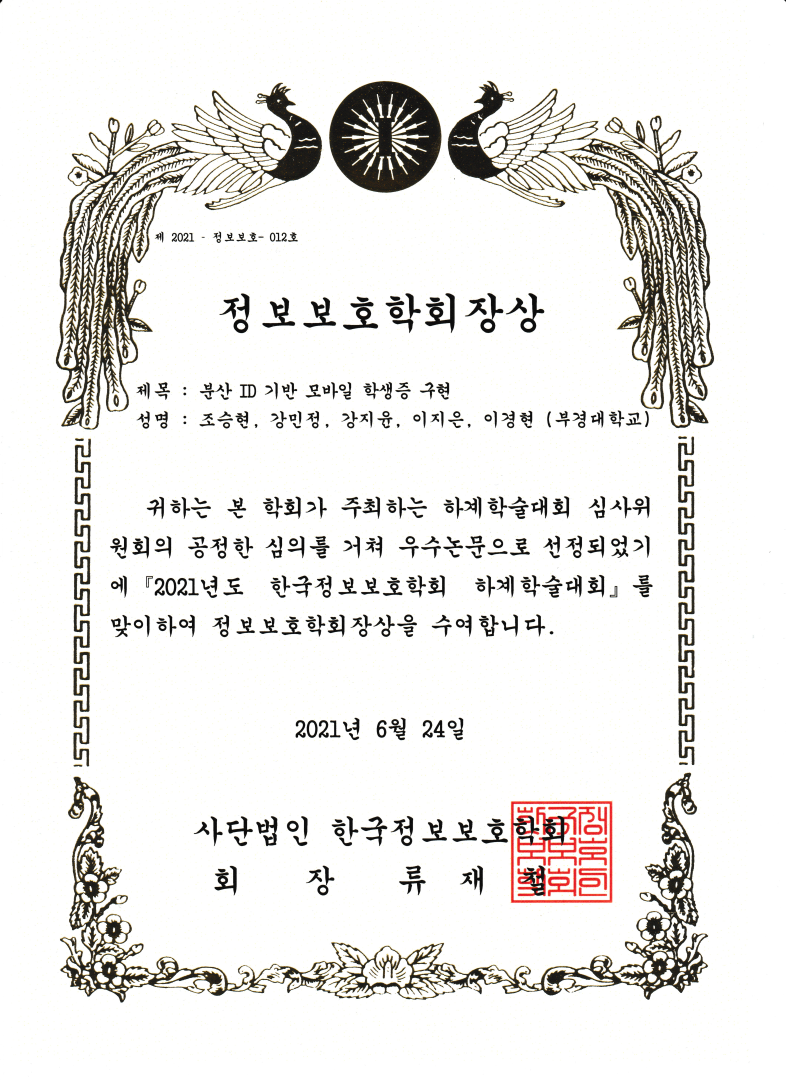 제 2021 - 정보보호- 012호
정보보호학회장상
제목 : 분산 ID 기반 모바일 학생증 구현
성명 : 조승현, 강민정, 강지윤, 이지은, 이경현 (부경대학교)
귀하는 본 학회가 주최하는 하계학술대회 심사위
원회의 공정한 심의를 거쳐 우수논문으로 선정되었기
에 『2021년도 한국정보보호학회 하계학술대회』를
맞이하여 정보보호학회장상을 수여합니다.
2021년 6월 24일
사단법인 한국정보보호학회
회 장 류 재 철